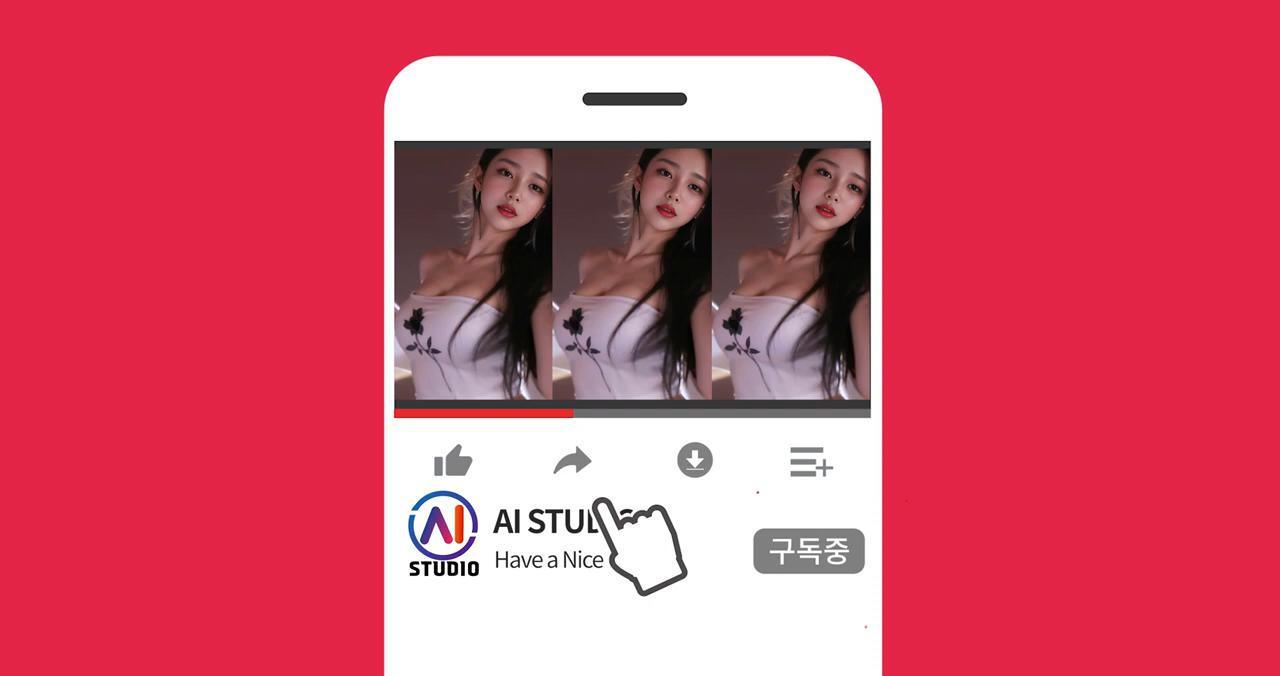 AI STUD
Have a Nice
AI
STUDIO
구독중